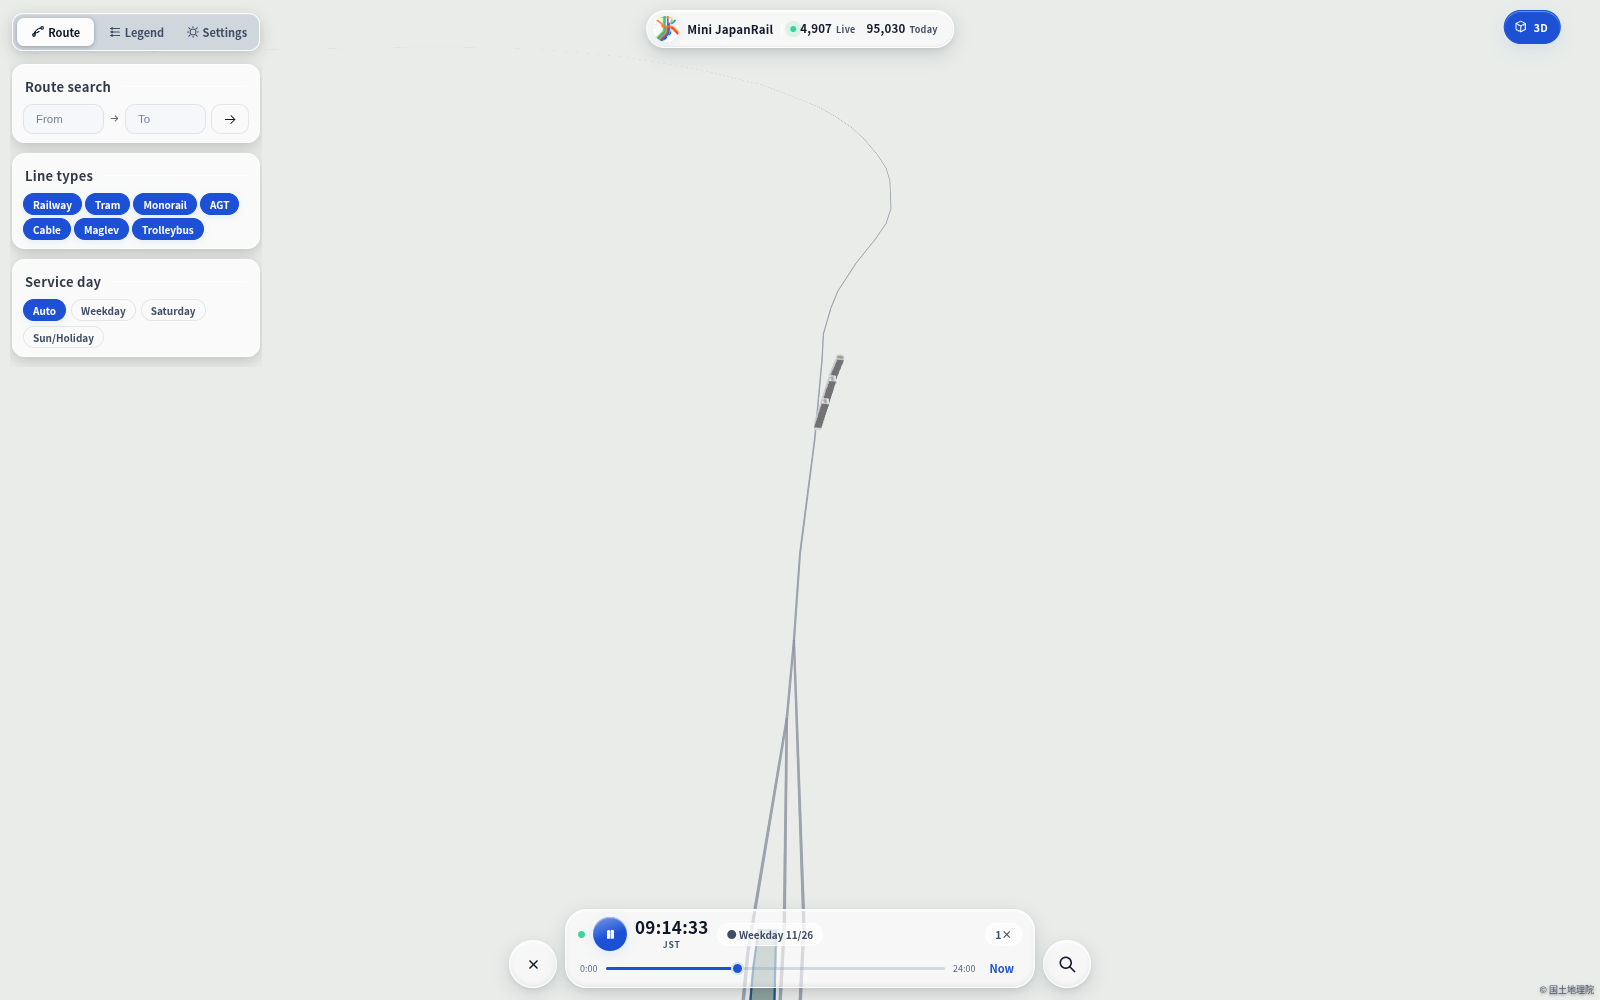 Route Legend Settings
Mini JapanRail 4,907 Live 95,030 Today
3D
Route search
From → To →
Line types
Railway Tram Monorail AGT
Cable Maglev Trolleybus
Service day
Auto Weekday Saturday
Sun/Holiday
09:14:33
JST
Weekday 11/26
1×
0:00
24:00
Now
© 国土地理院